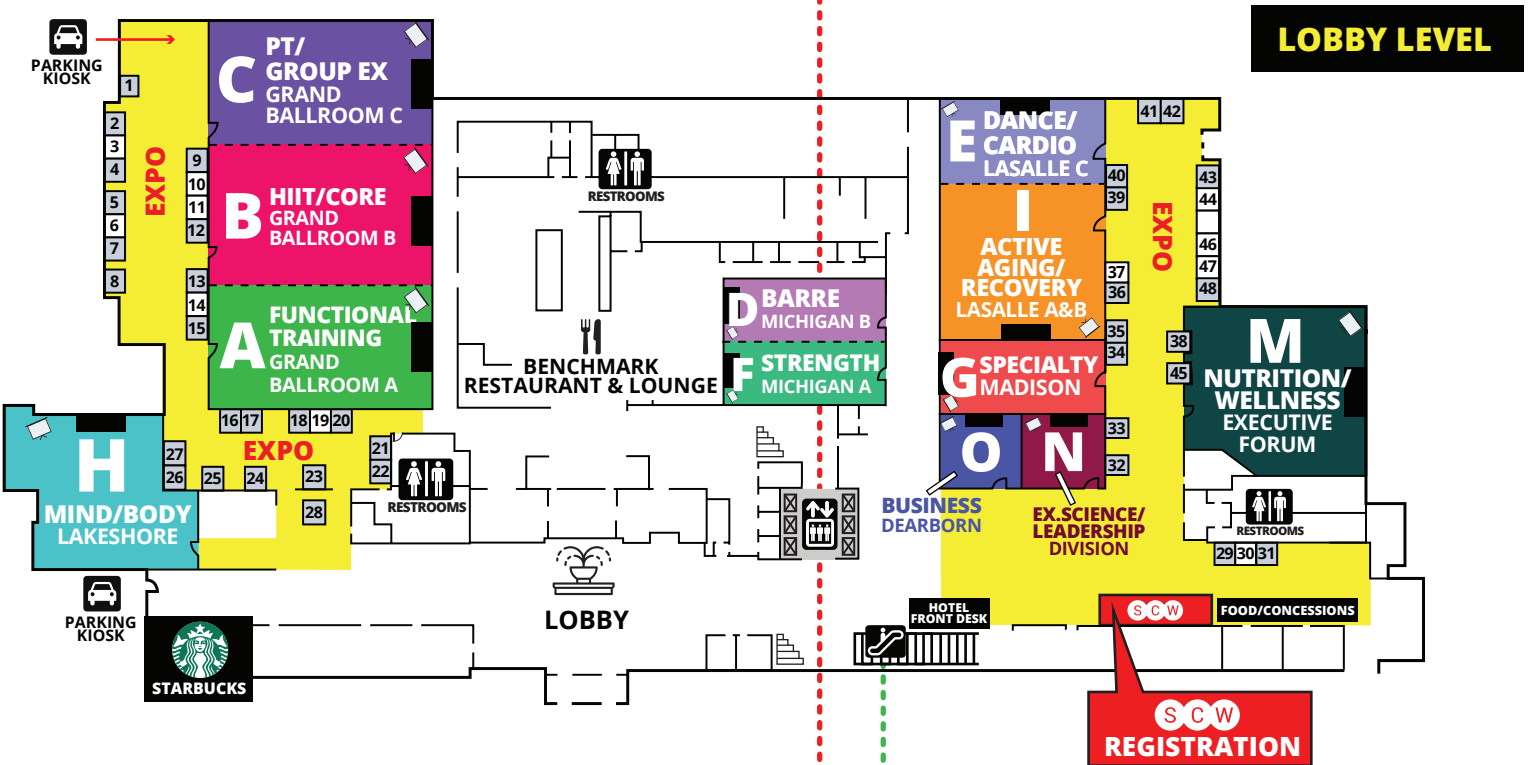 LOBBY LEVEL
PARKING
KIOSK
C
PT/
GROUP EX
GRAND
BALLROOM C
1
2
3
4
5
6
7
8
EXPO
9
10
11
12
13
14
15
B
HIIT/CORE
GRAND
BALLROOM B
A
FUNCTIONAL
TRAINING
GRAND
BALLROOM A
16 17
18 19 20
EXPO
21
22
23
24
25
26
27
28
H
MIND/BODY
LAKESHORE
RESTROOMS
PARKING
KIOSK
STARBUCKS
RESTROOMS
BENCHMARK
RESTAURANT & LOUNGE
D
BARRE
MICHIGAN B
F
STRENGTH
MICHIGAN A
LOBBY
HOTEL
FRONT DESK
E
DANCE/
CARDIO
LASALLE C
I
ACTIVE
AGING/
RECOVERY
LASALLE A&B
G
SPECIALTY
MADISON
O
BUSINESS
DEARBORN
N
EX.SCIENCE/
LEADERSHIP
DIVISION
41 42
40
39
37
36
35
34
33
32
EXPO
43
44
46
47
48
38
45
M
NUTRITION/
WELLNESS
EXECUTIVE
FORUM
RESTROOMS
29 30 31
SCW
FOOD/CONCESSIONS
SCW
REGISTRATION